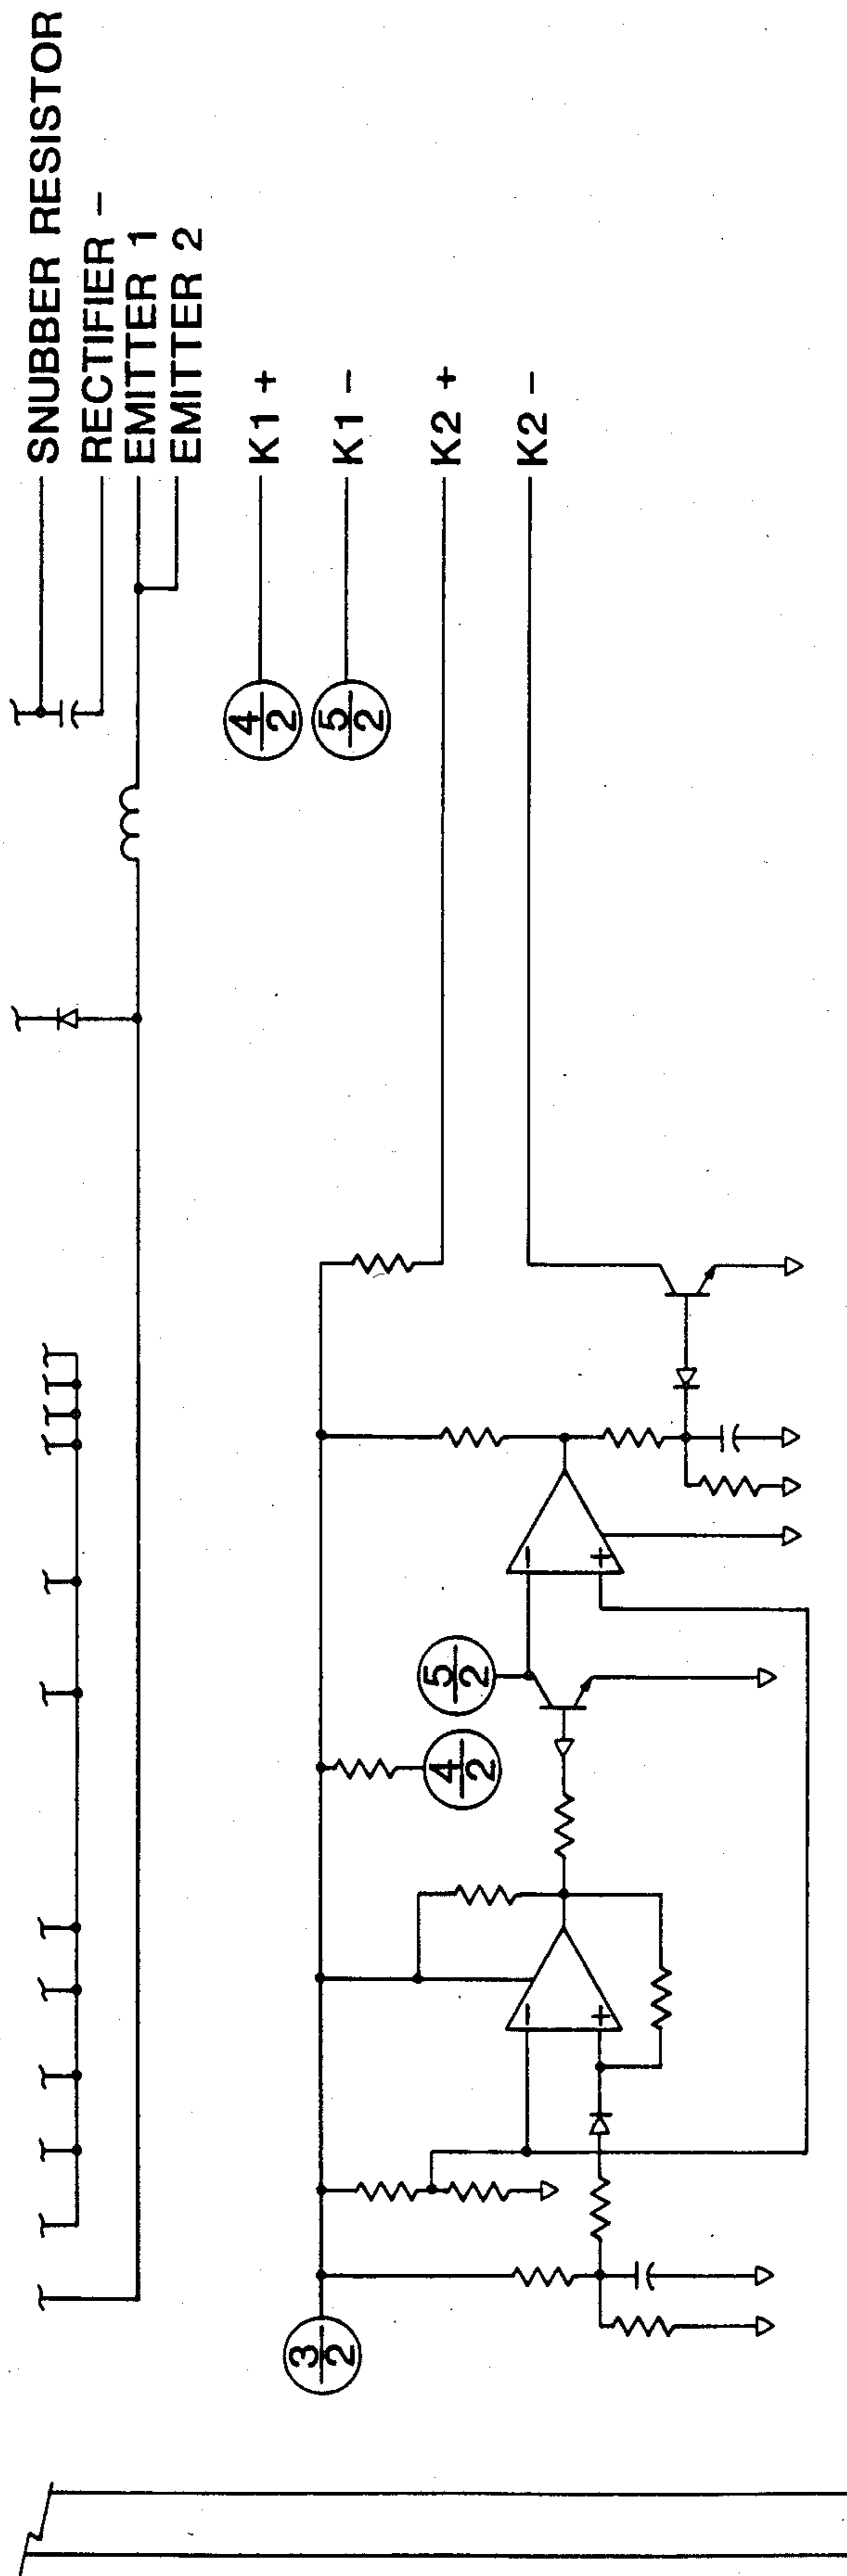 SNUBBER RESISTOR
RECTIFIER -
EMITTER 1
EMITTER 2
K1 +
K1 -
K2 +
K2 -
4/2
5/2
5/2
4/2
3/2
-
+
-
+